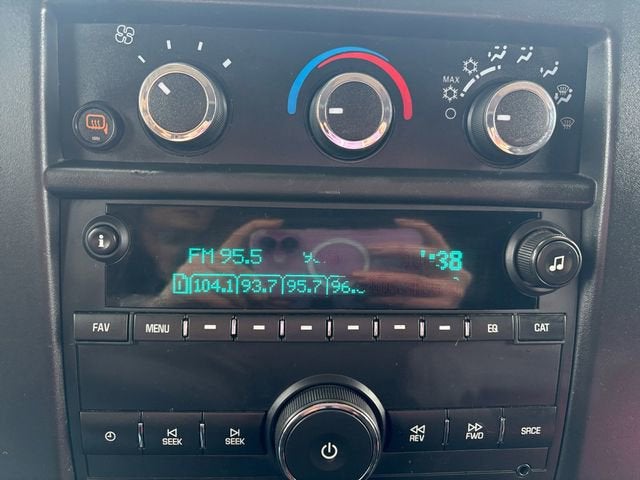 MAX
FM 95.5
:38
1 104.1 93.7 95.7 96.
FAV MENU EQ CAT
SEEK SEEK REV FWD SRCE